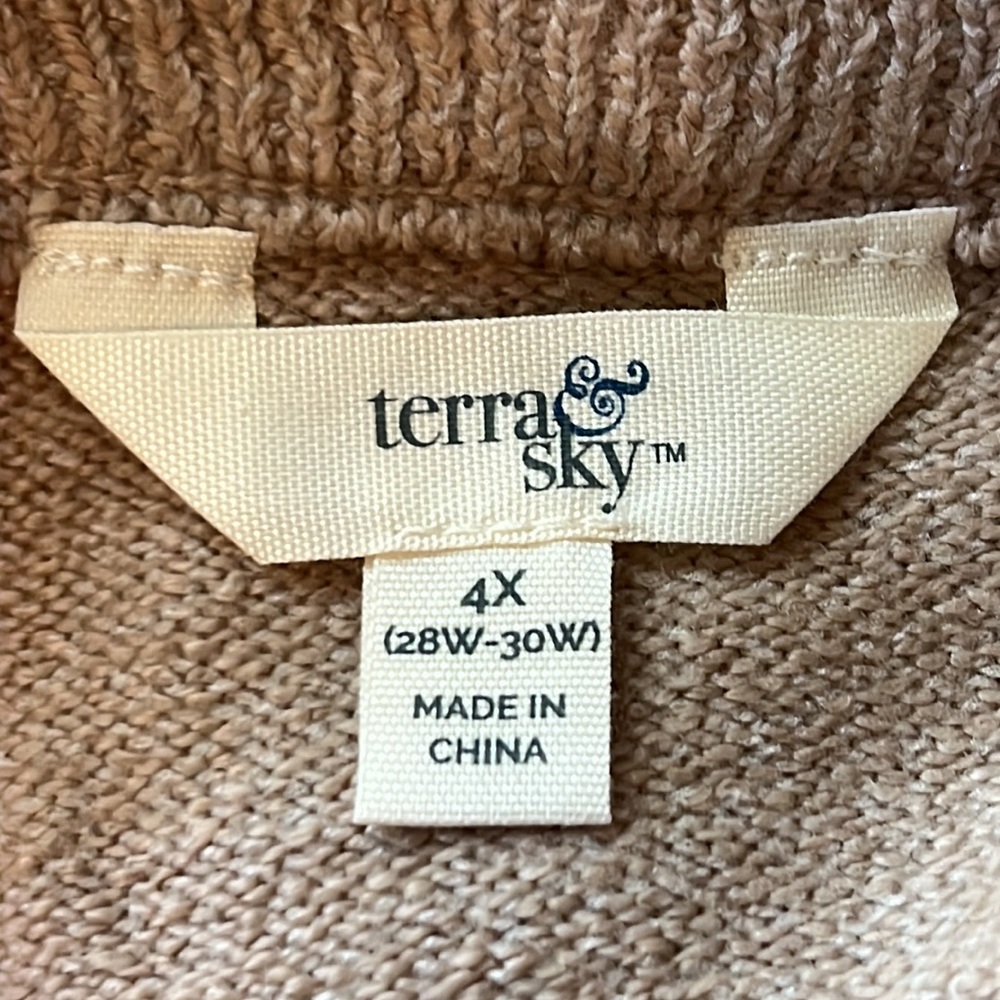 terra &
sky™
4X
(28W-30W)
MADE IN
CHINA